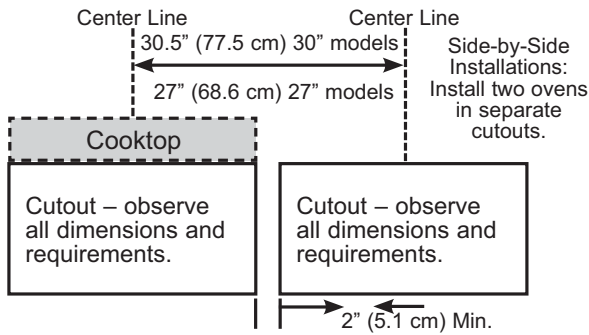 Center Line
Center Line
30.5” (77.5 cm) 30” models
27” (68.6 cm) 27” models
Side-by-Side
Installations:
Install two ovens
in separate
cutouts.
Cooktop
Cutout – observe
all dimensions and
requirements.
Cutout – observe
all dimensions and
requirements.
2” (5.1 cm) Min.